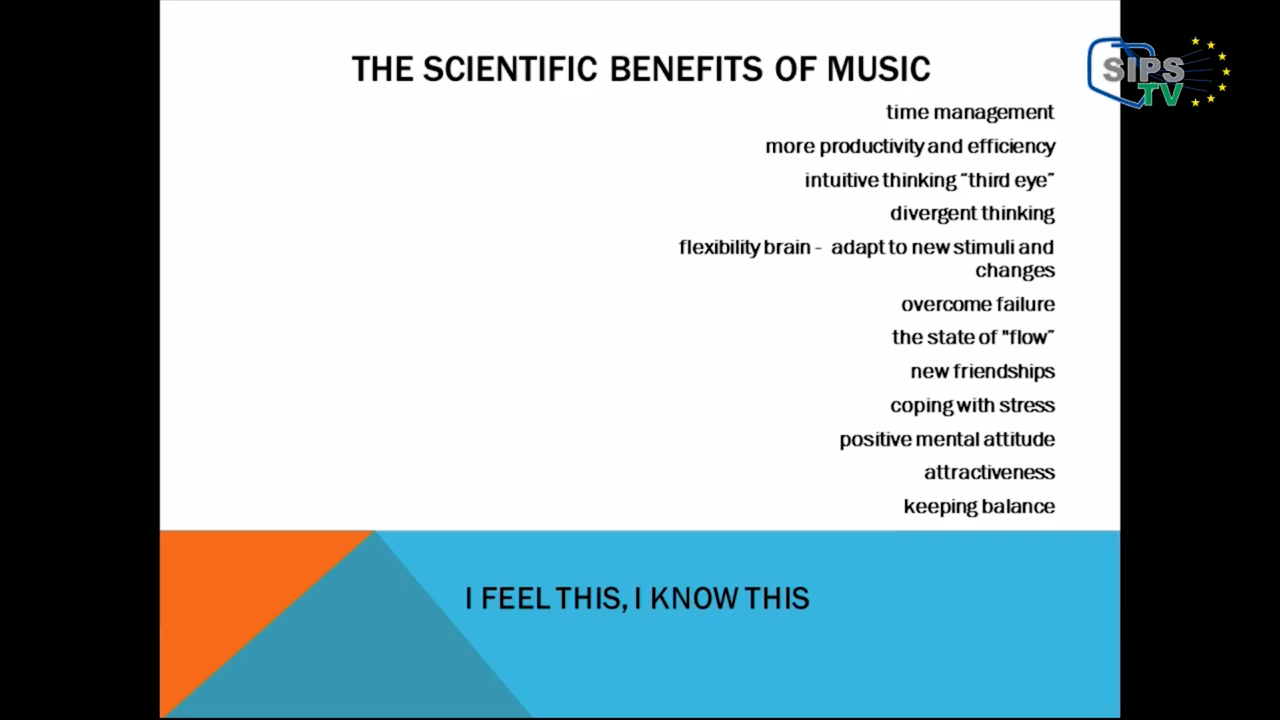 THE SCIENTIFIC BENEFITS OF MUSIC
SIPS
TV
time management
more productivity and efficiency
intuitive thinking “third eye”
divergent thinking
flexibility brain - adapt to new stimuli and
changes
overcome failure
the state of "flow”
new friendships
coping with stress
positive mental attitude
attractiveness
keeping balance
I FEEL THIS, I KNOW THIS